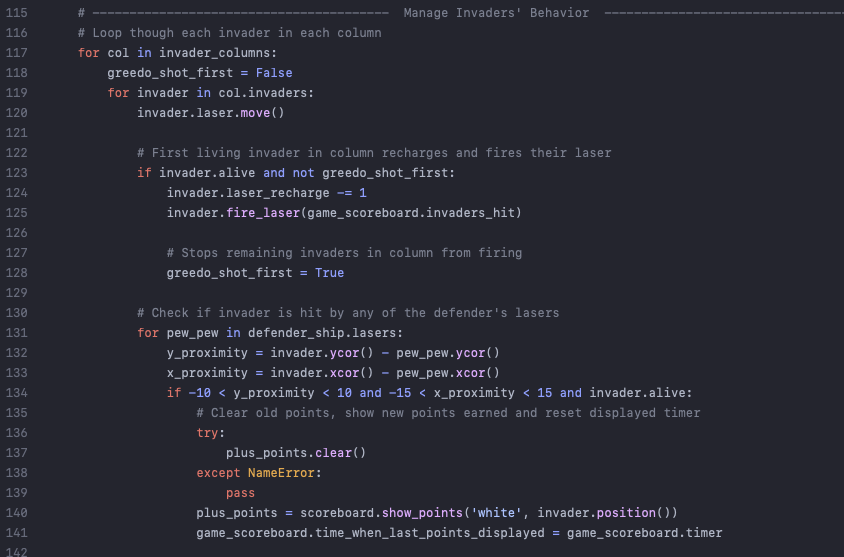 115 # ---------------------------------------- Manage Invaders' Behavior ---------------------------------
116 # Loop though each invader in each column
117 for col in invader_columns:
118 greedo_shot_first = False
119 for invader in col.invaders:
120 invader.laser.move()
121
122 # First living invader in column recharges and fires their laser
123 if invader.alive and not greedo_shot_first:
124 invader.laser_recharge -= 1
125 invader.fire_laser(game_scoreboard.invaders_hit)
126
127 # Stops remaining invaders in column from firing
128 greedo_shot_first = True
129
130 # Check if invader is hit by any of the defender's lasers
131 for pew_pew in defender_ship.lasers:
132 y_proximity = invader.ycor() - pew_pew.ycor()
133 x_proximity = invader.xcor() - pew_pew.xcor()
134 if -10 < y_proximity < 10 and -15 < x_proximity < 15 and invader.alive:
135 # Clear old points, show new points earned and reset displayed timer
136 try:
137 plus_points.clear()
138 except NameError:
139 pass
140 plus_points = scoreboard.show_points('white', invader.position())
141 game_scoreboard.time_when_last_points_displayed = game_scoreboard.timer
142